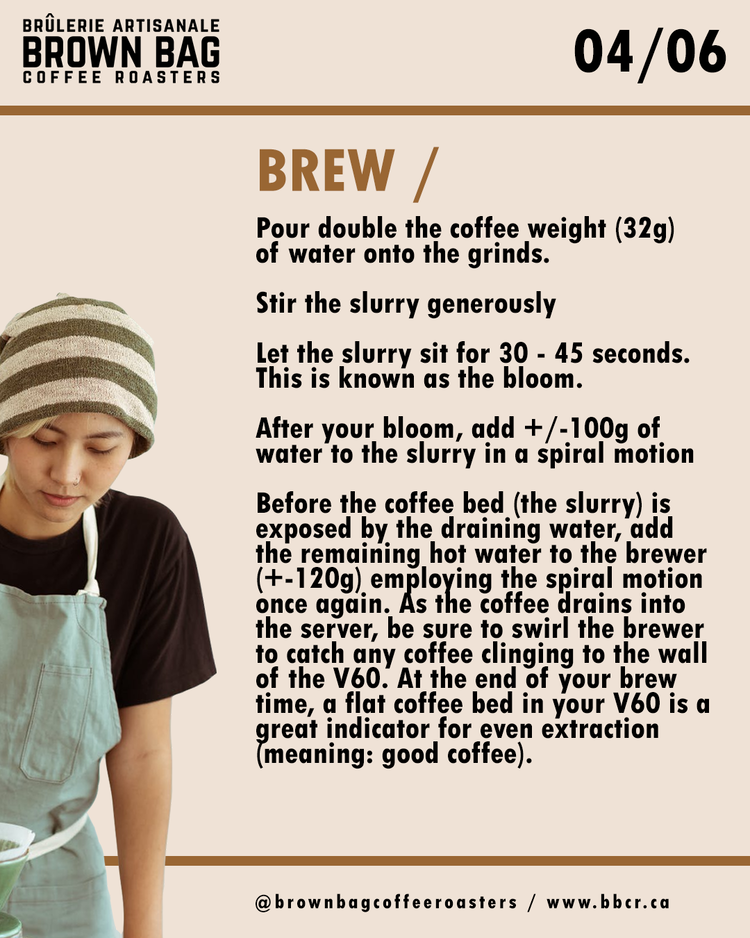 BRÛLERIE ARTISANALE
BROWN BAG
COFFEE ROASTERS
04/06
BREW /
Pour double the coffee weight (32g)
of water onto the grinds.
Stir the slurry generously
Let the slurry sit for 30 - 45 seconds.
This is known as the bloom.
After your bloom, add +/-100g of
water to the slurry in a spiral motion
Before the coffee bed (the slurry) is
exposed by the draining water, add
the remaining hot water to the brewer
(+-120g) employing the spiral motion
once again. As the coffee drains into
the server, be sure to swirl the brewer
to catch any coffee clinging to the wall
of the V60. At the end of your brew
time, a flat coffee bed in your V60 is a
great indicator for even extraction
(meaning: good coffee).
@brownbagcoffeeroasters / www.bbcr.ca